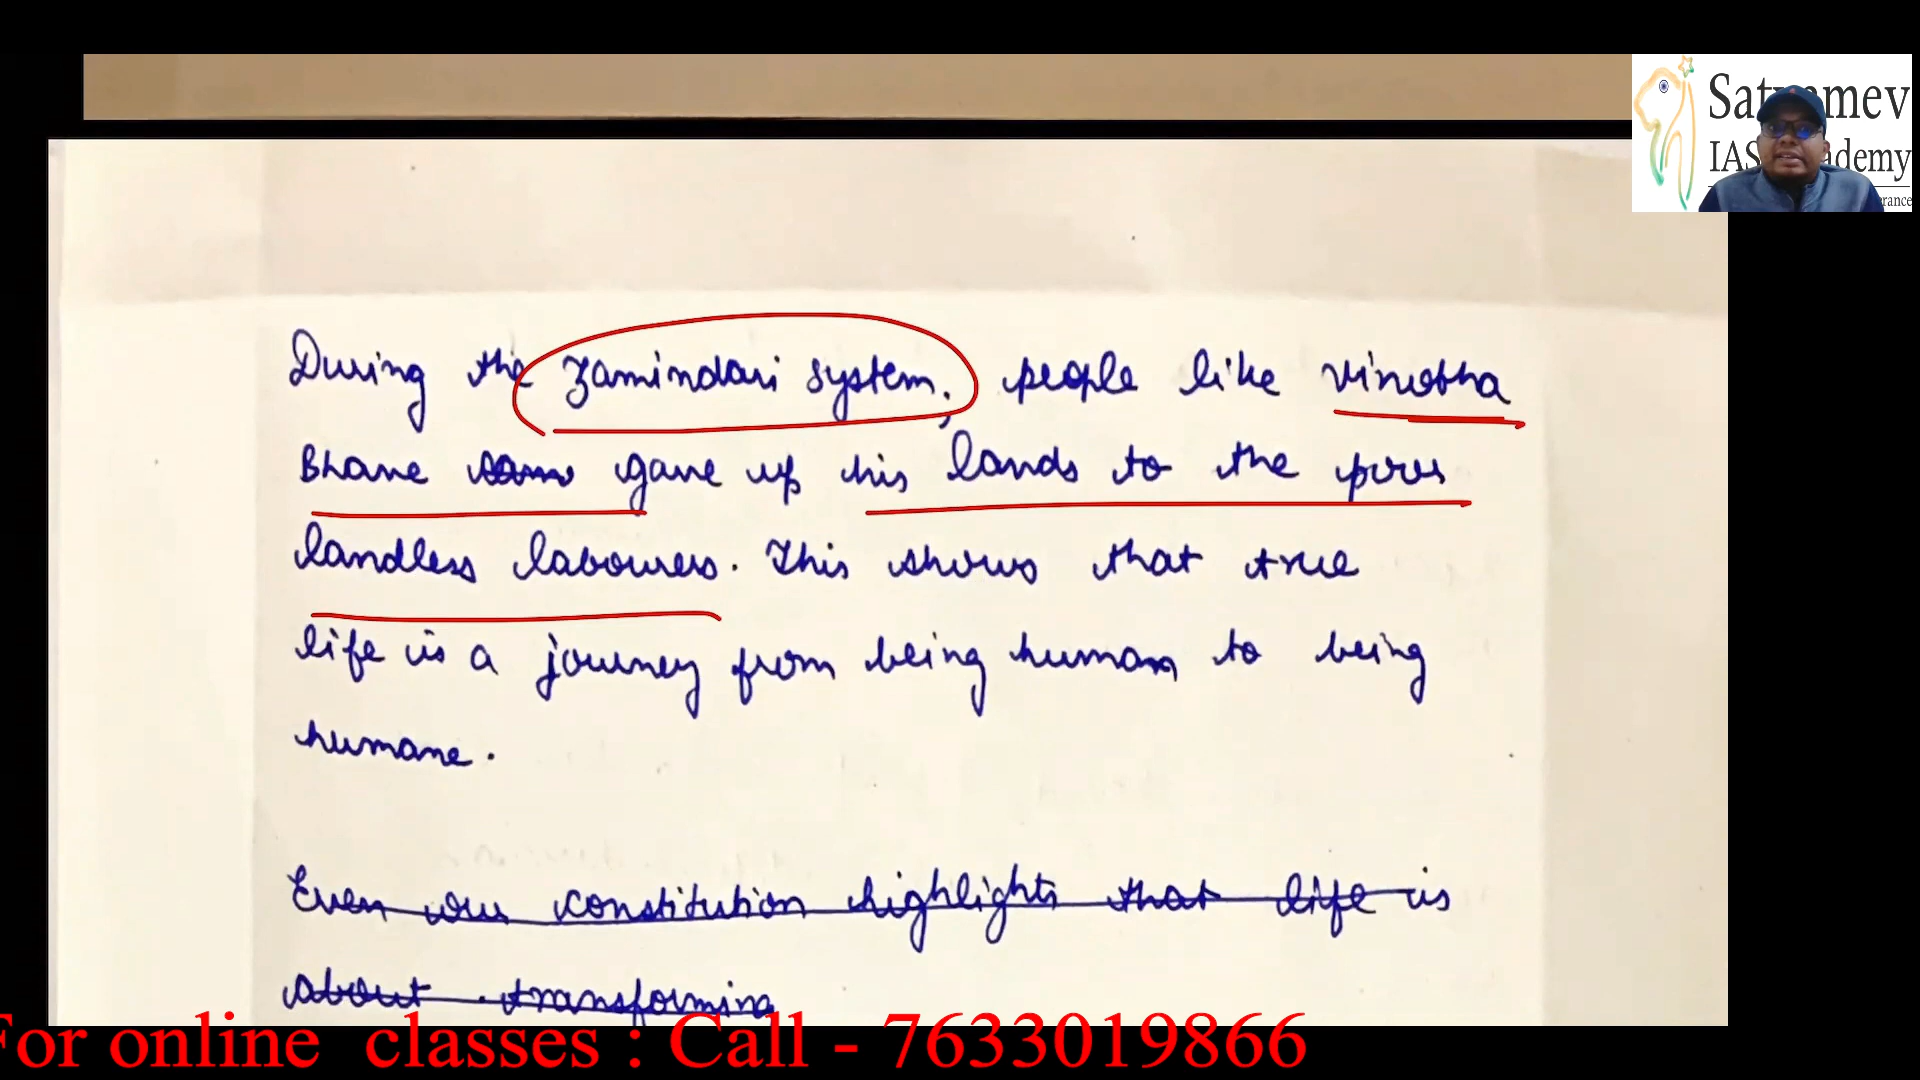 Satyamev
IAS Academy
During the zamindari system, people like vinobha
Bhave gave up his lands to the poor
landless labourers. This shows that true
life is a journey from being human to being
humane.
Even our constitution highlights that life is
about transforming
For online classes : Call - 7633019866